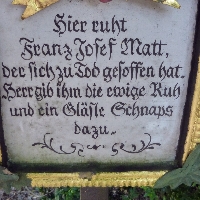 Hier ruht
Franz Josef Matt,
der sich zu Tod gesoffen hat.
Herr gib ihm die ewige Ruh
und ein Gläsle Schnaps
dazu.